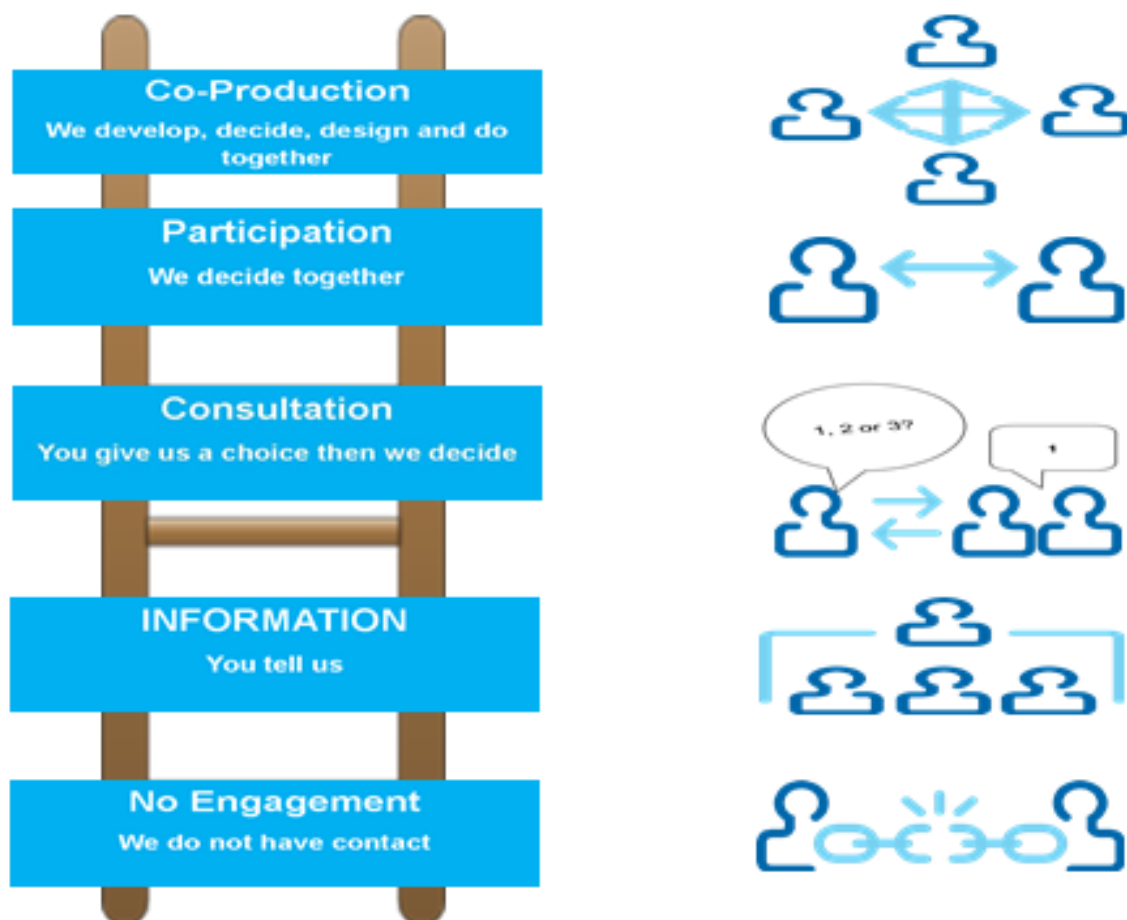 Co-Production
We develop, decide, design and do
together
Participation
We decide together
Consultation
You give us a choice then we decide
1, 2 or 3?
1
INFORMATION
You tell us
No Engagement
We do not have contact